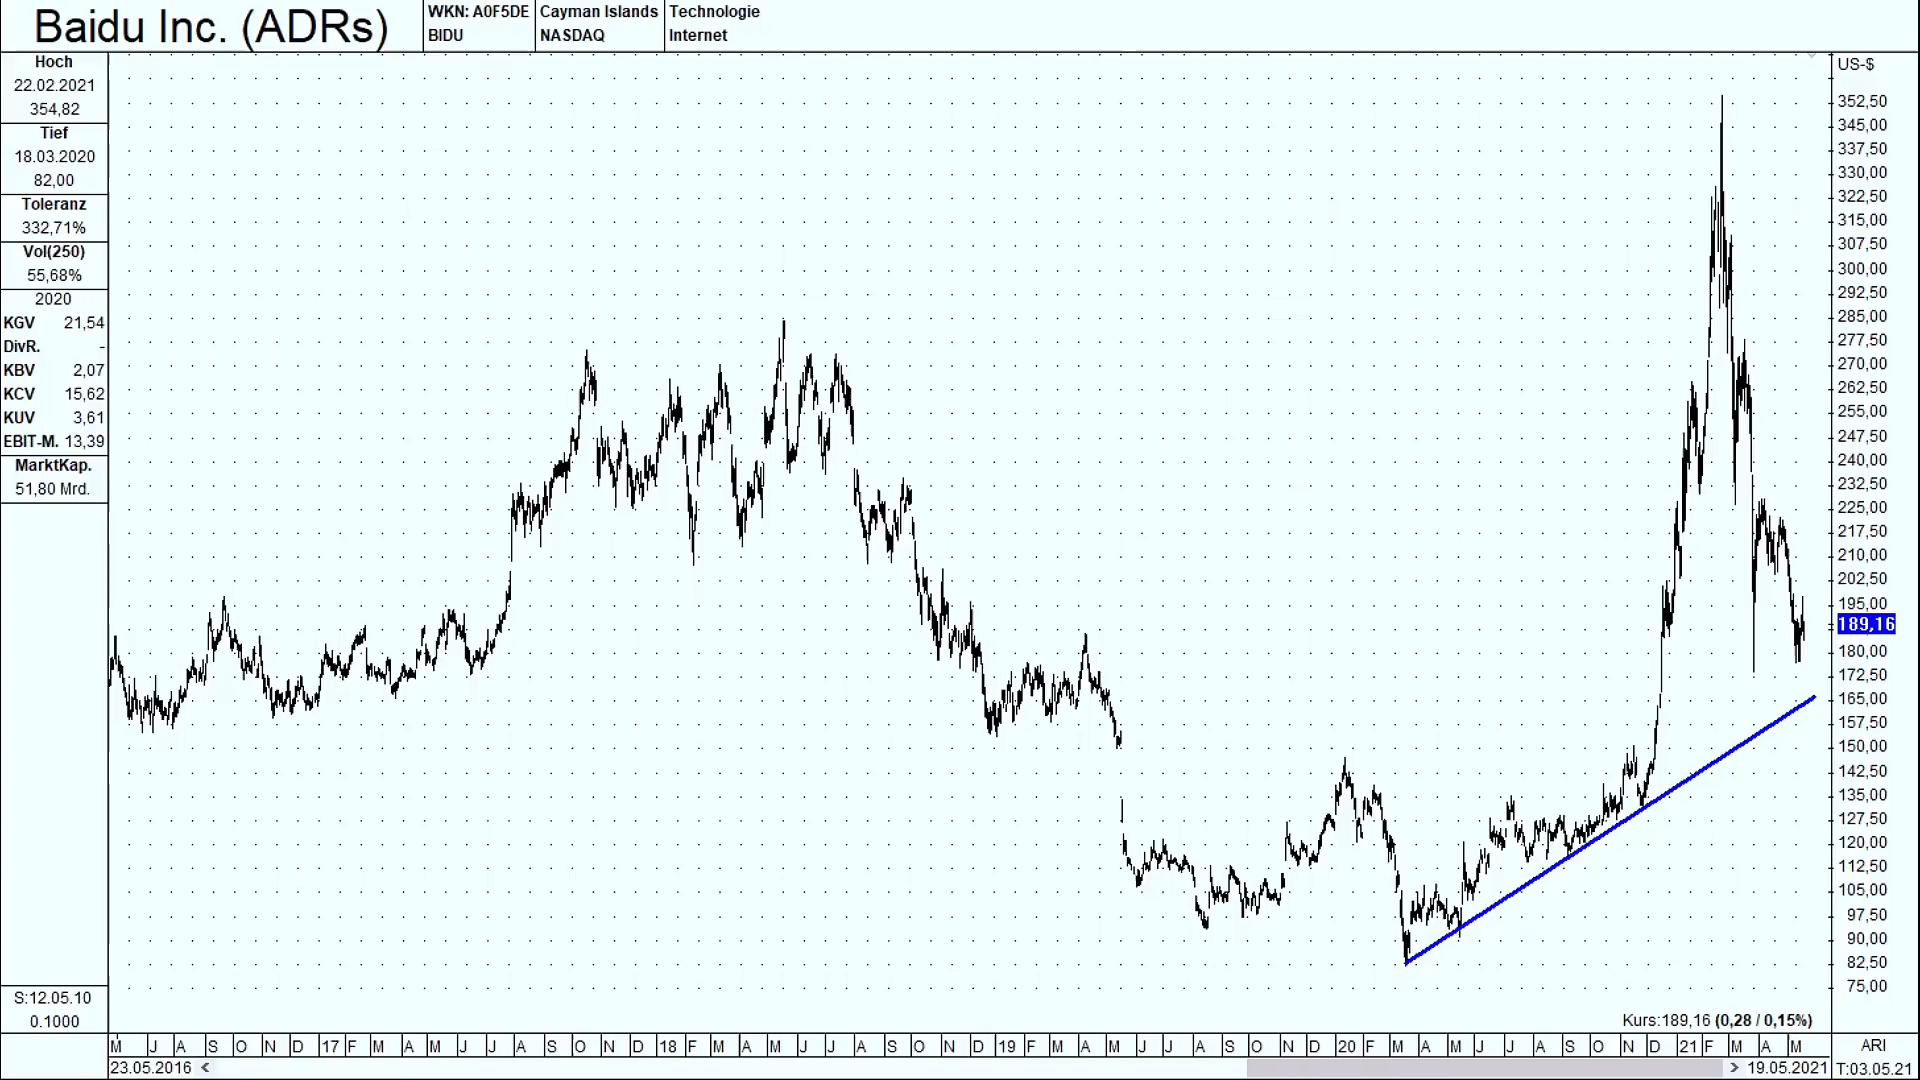 Baidu Inc. (ADRs)
WKN: A0F5DE
BIDU
Cayman Islands
NASDAQ
Technologie
Internet
Hoch
22.02.2021
354,82
Tief
18.03.2020
82,00
Toleranz
332,71%
Vol(250)
55,68%
2020
KGV 21,54
DivR. -
KBV 2,07
KCV 15,62
KUV 3,61
EBIT-M. 13,39
MarktKap.
51,80 Mrd.
S:12.05.10
0.1000
US-$
352,50
345,00
337,50
330,00
322,50
315,00
307,50
300,00
292,50
285,00
277,50
270,00
262,50
255,00
247,50
240,00
232,50
225,00
217,50
210,00
202,50
195,00
189,16
180,00
172,50
165,00
157,50
150,00
142,50
135,00
127,50
120,00
112,50
105,00
97,50
90,00
82,50
75,00
Kurs:189,16 (0,28 / 0,15%)
M J A S O N D 17 F M A M J J A S O N D 18 F M A M J J A S O N D 19 F M A M J J A S O N D 20 F M A M J J A S O N D 21 F M A M
ARI
23.05.2016 < > 19.05.2021
T:03.05.21